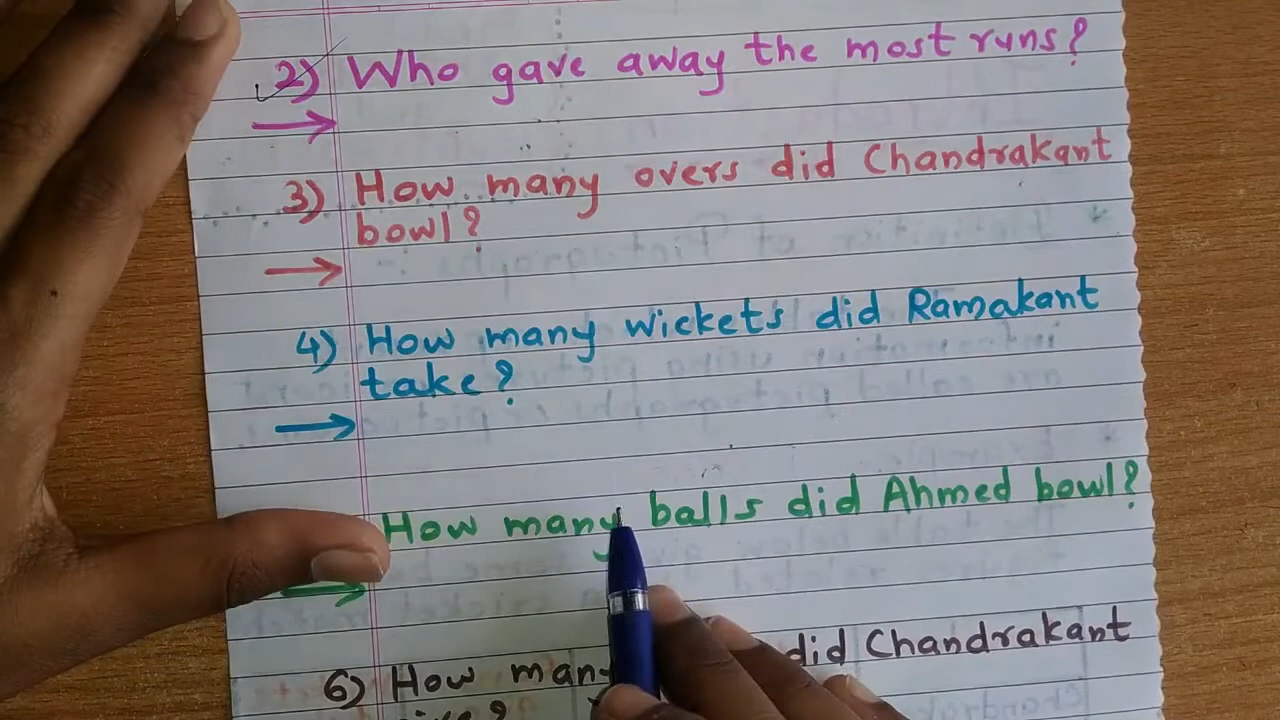 2) Who gave away the most runs?
3) How many overs did Chandrakant
bowl?
4) How many wickets did Ramakant
take?
How many balls did Ahmed bowl?
6) How many did Chandrakant